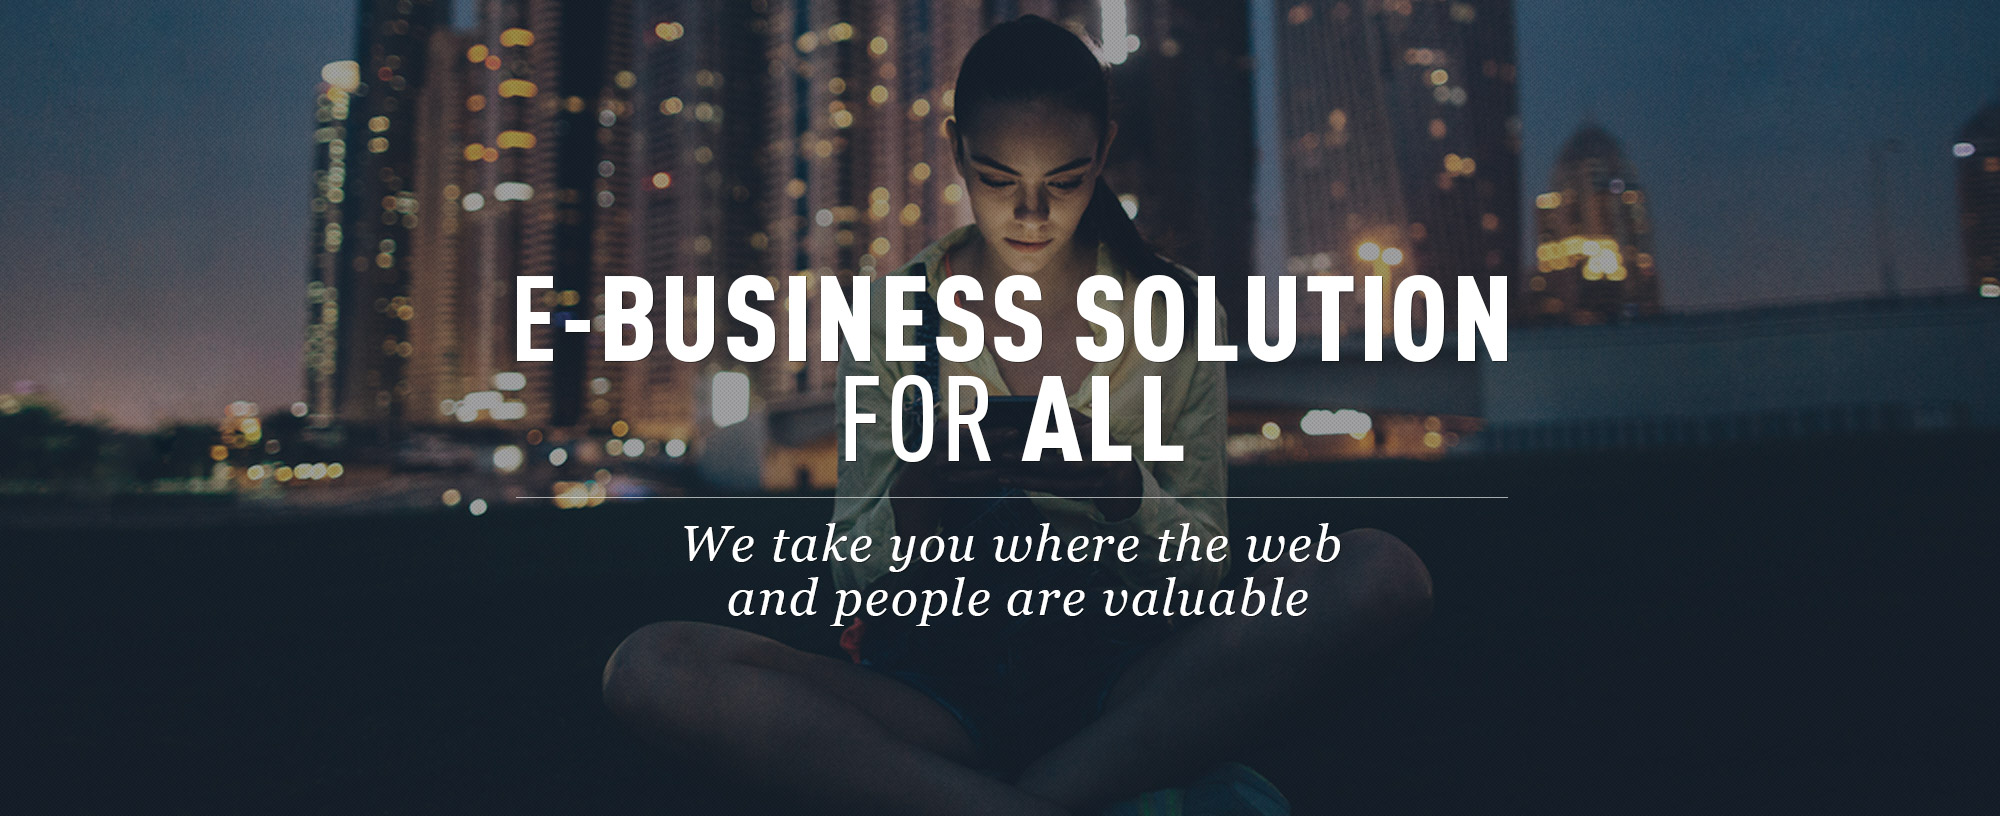 E-BUSINESS SOLUTION
FOR ALL
We take you where the web
and people are valuable